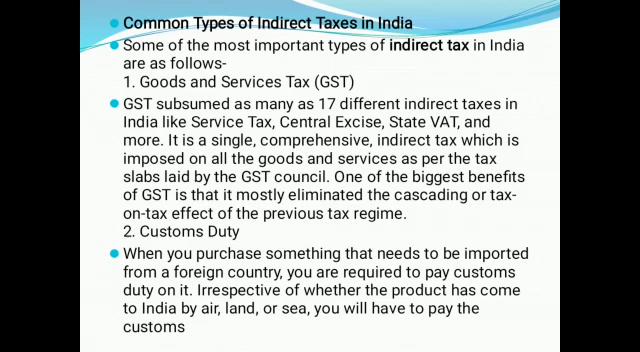 Common Types of Indirect Taxes in India
Some of the most important types of indirect tax in India
are as follows-
1. Goods and Services Tax (GST)
GST subsumed as many as 17 different indirect taxes in
India like Service Tax, Central Excise, State VAT, and
more. It is a single, comprehensive, indirect tax which is
imposed on all the goods and services as per the tax
slabs laid by the GST council. One of the biggest benefits
of GST is that it mostly eliminated the cascading or tax-
on-tax effect of the previous tax regime.
2. Customs Duty
When you purchase something that needs to be imported
from a foreign country, you are required to pay customs
duty on it. Irrespective of whether the product has come
to India by air, land, or sea, you will have to pay the
customs